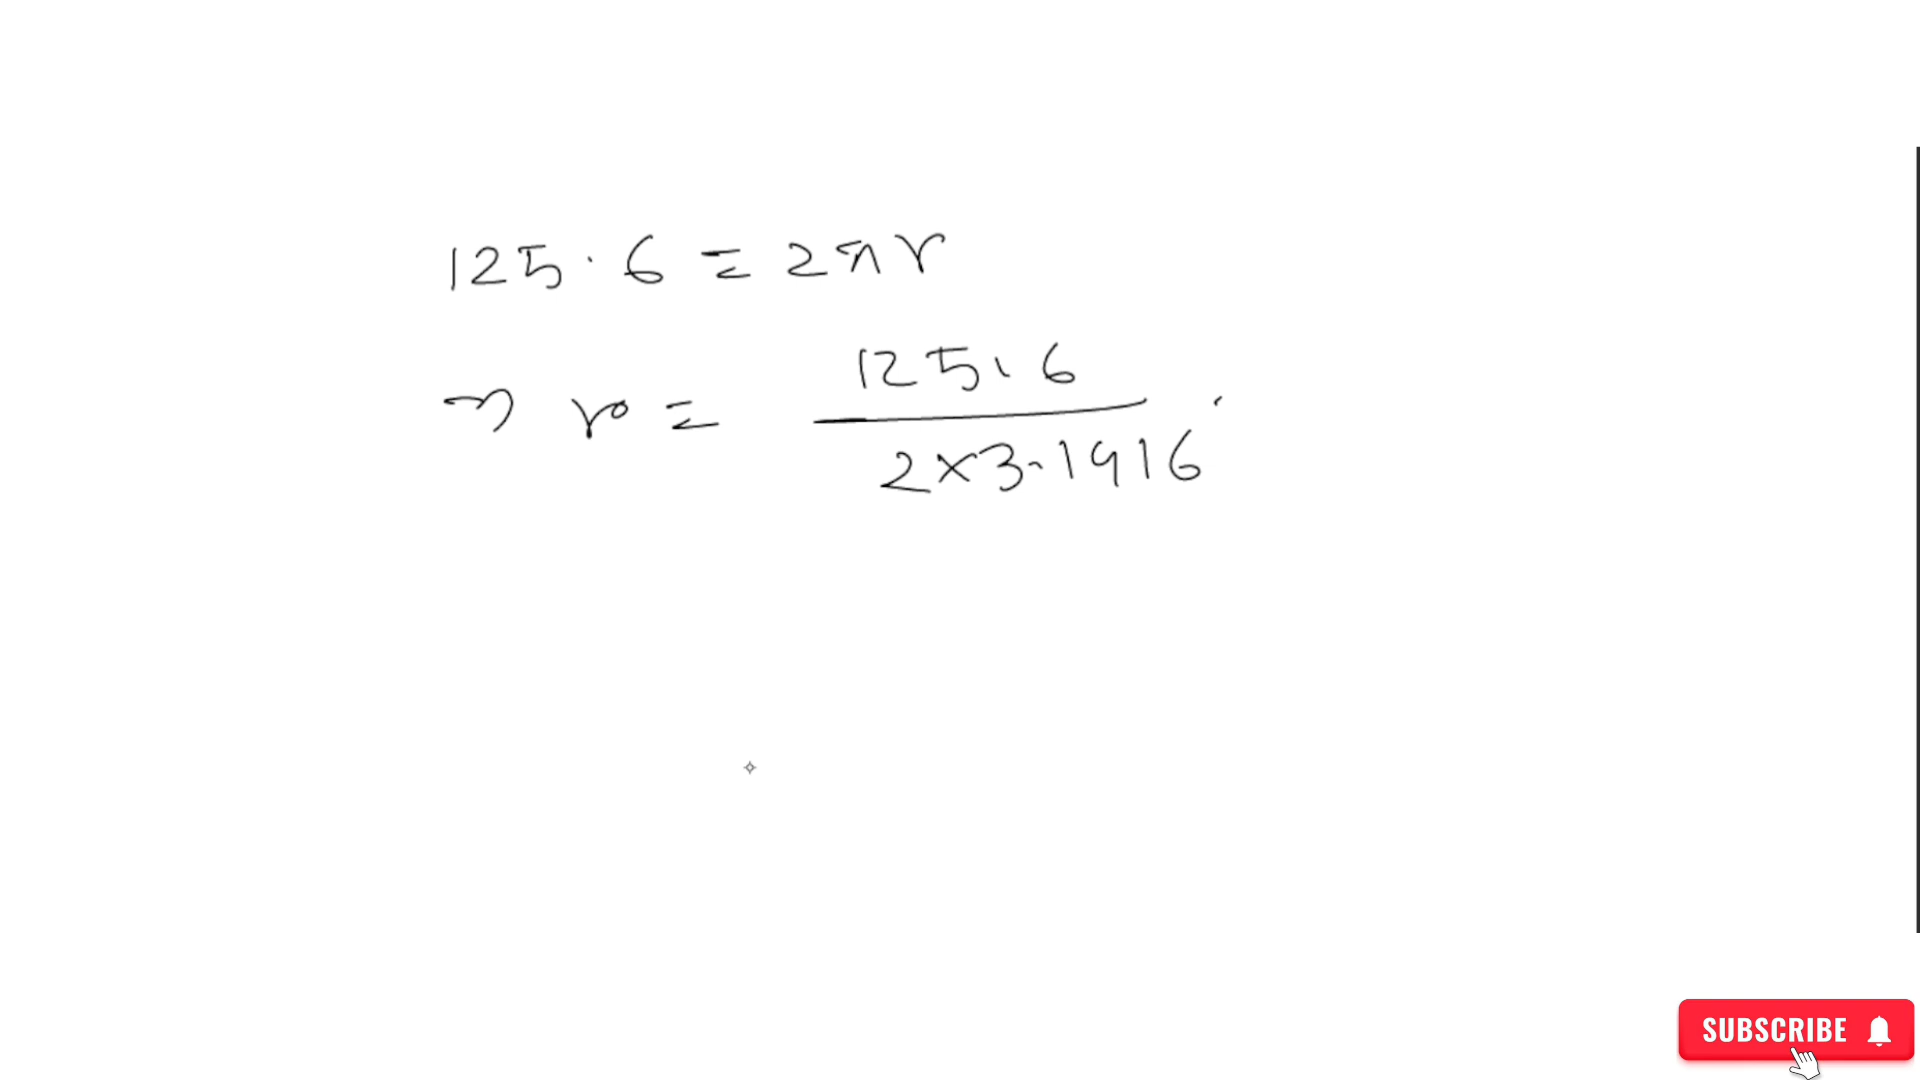 125.6 = 2πr
⇒ r = 125.6
2×3.1416
SUBSCRIBE